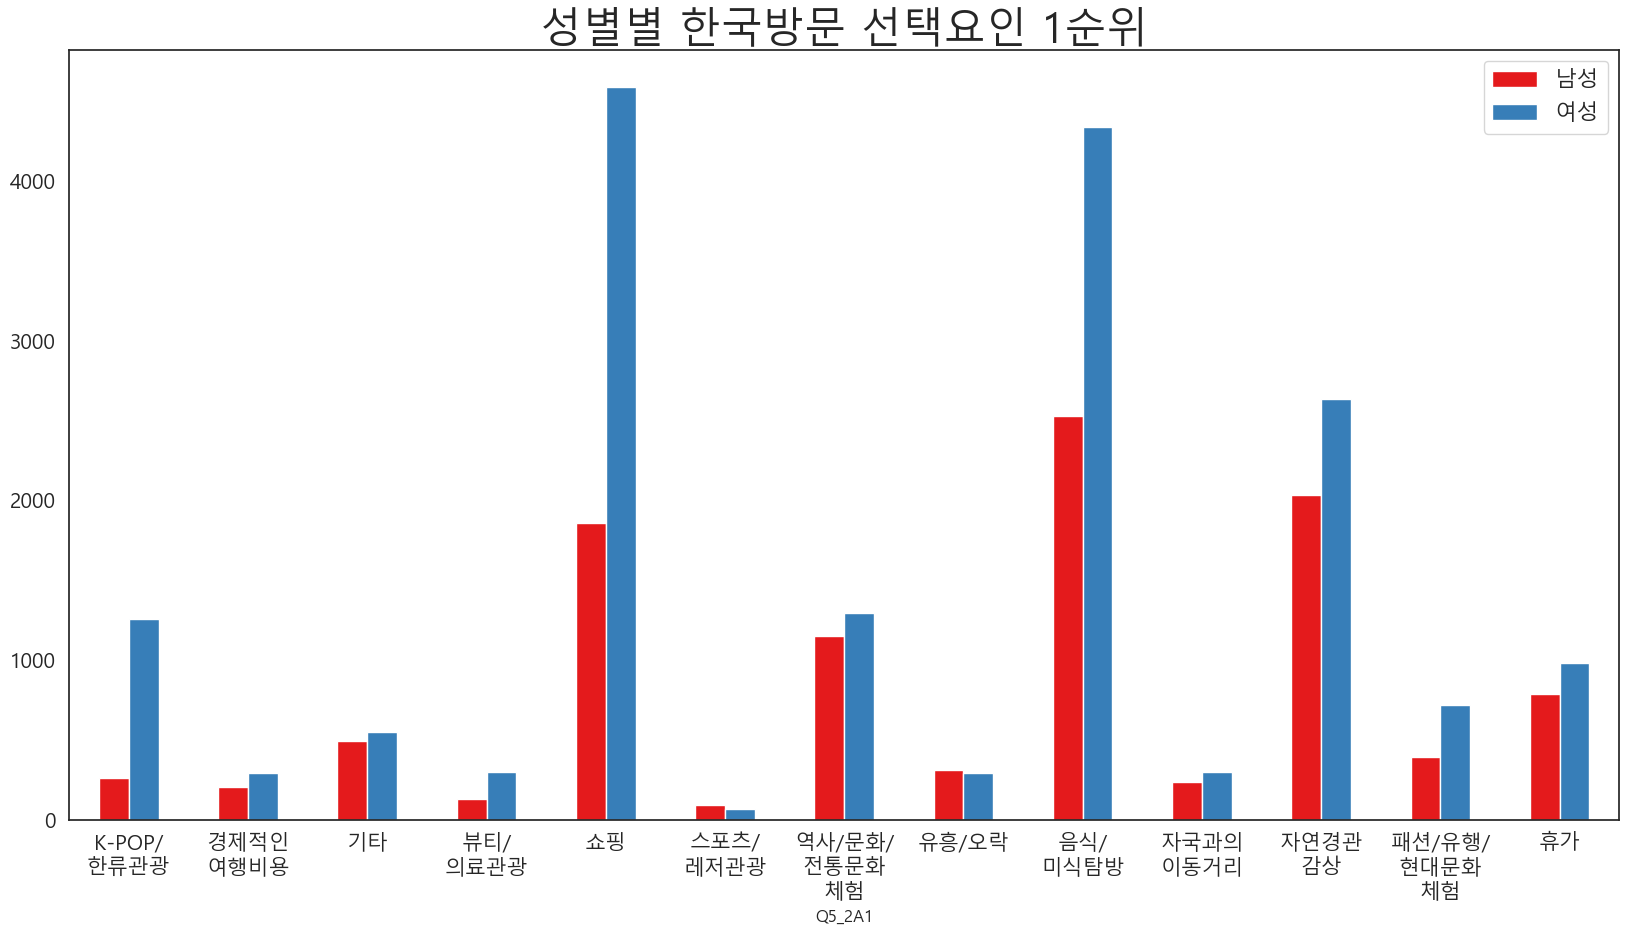 성별별 한국방문 선택요인 1순위
남성
여성
4000
3000
2000
1000
0
K-POP/
한류관광
경제적인
여행비용
기타
뷰티/
의료관광
쇼핑
스포츠/
레저관광
역사/문화/
전통문화
체험
유흥/오락
음식/
미식탐방
자국과의
이동거리
자연경관
감상
패션/유행/
현대문화
체험
휴가
Q5_2A1